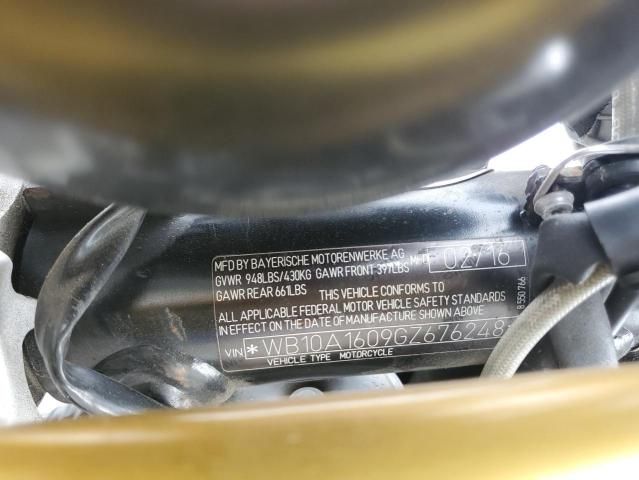 MFD BY BAYERISCHE MOTORENWERKE AG MFD 02/16
GVWR 948LBS/430KG GAWR FRONT 397LBS
GAWR REAR 661LBS THIS VEHICLE CONFORMS TO
ALL APPLICABLE FEDERAL MOTOR VEHICLE SAFETY STANDARDS
IN EFFECT ON DATE OF MANUFACTURE SHOWN ABOVE
VIN *WB10A1609GZ676248
VEHICLE TYPE MOTORCYCLE
8550766